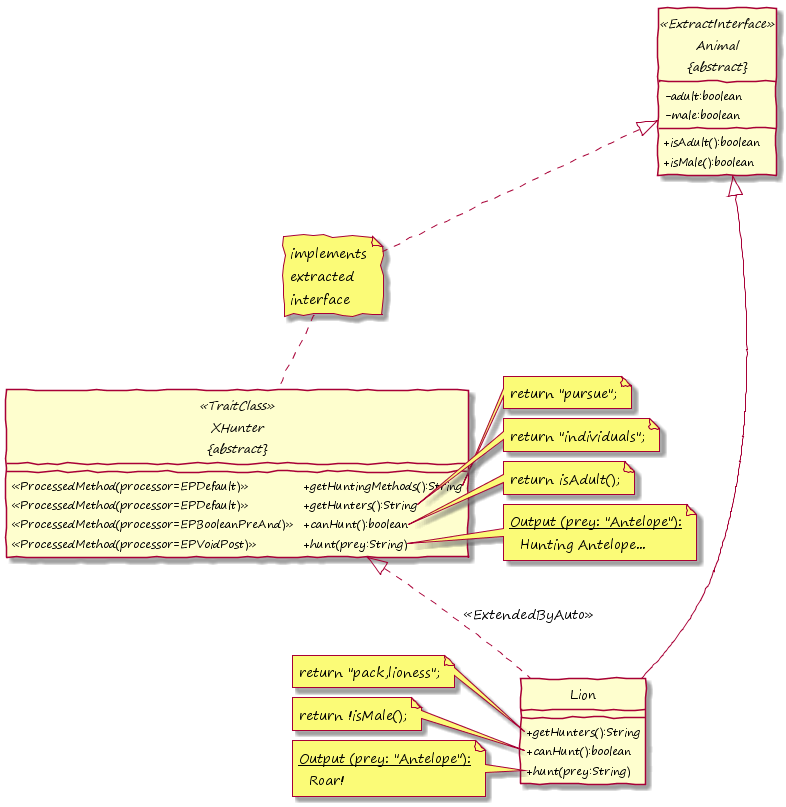 «ExtractInterface»
Animal
{abstract}
-adult:boolean
-male:boolean
+isAdult():boolean
+isMale():boolean
implements
extracted
interface
«TraitClass»
XHunter
{abstract}
«ProcessedMethod(processor=EPDefault)» +getHuntingMethods():String
«ProcessedMethod(processor=EPDefault)» +getHunters():String
«ProcessedMethod(processor=EPBooleanPreAnd)» +canHunt():boolean
«ProcessedMethod(processor=EPVoidPost)» +hunt(prey:String)
return "pursue";
return "individuals";
return isAdult();
Output (prey: "Antelope"):
Hunting Antelope...
«ExtendedByAuto»
return "pack,lioness";
return !isMale();
Output (prey: "Antelope"):
Roar!
Lion
+getHunters():String
+canHunt():boolean
+hunt(prey:String)